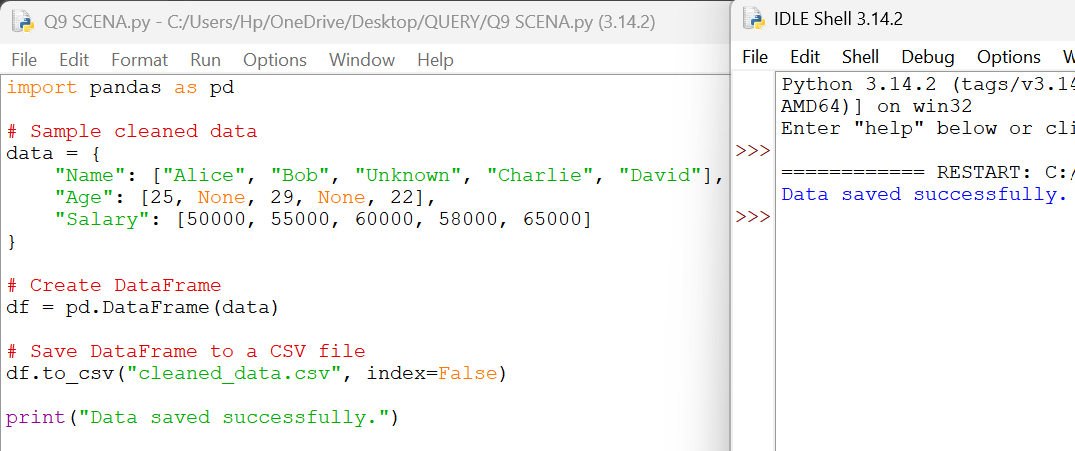 Q9 SCENA.py - C:/Users/Hp/OneDrive/Desktop/QUERY/Q9 SCENA.py (3.14.2)
File Edit Format Run Options Window Help
import pandas as pd
# Sample cleaned data
data = {
    "Name": ["Alice", "Bob", "Unknown", "Charlie", "David"],
    "Age": [25, None, 29, None, 22],
    "Salary": [50000, 55000, 60000, 58000, 65000]
}
# Create DataFrame
df = pd.DataFrame(data)
# Save DataFrame to a CSV file
df.to_csv("cleaned_data.csv", index=False)
print("Data saved successfully.")
IDLE Shell 3.14.2
File Edit Shell Debug Options W
Python 3.14.2 (tags/v3.14
AMD64)] on win32
Enter "help" below or cli
>>>
============ RESTART: C:/
Data saved successfully.
>>>